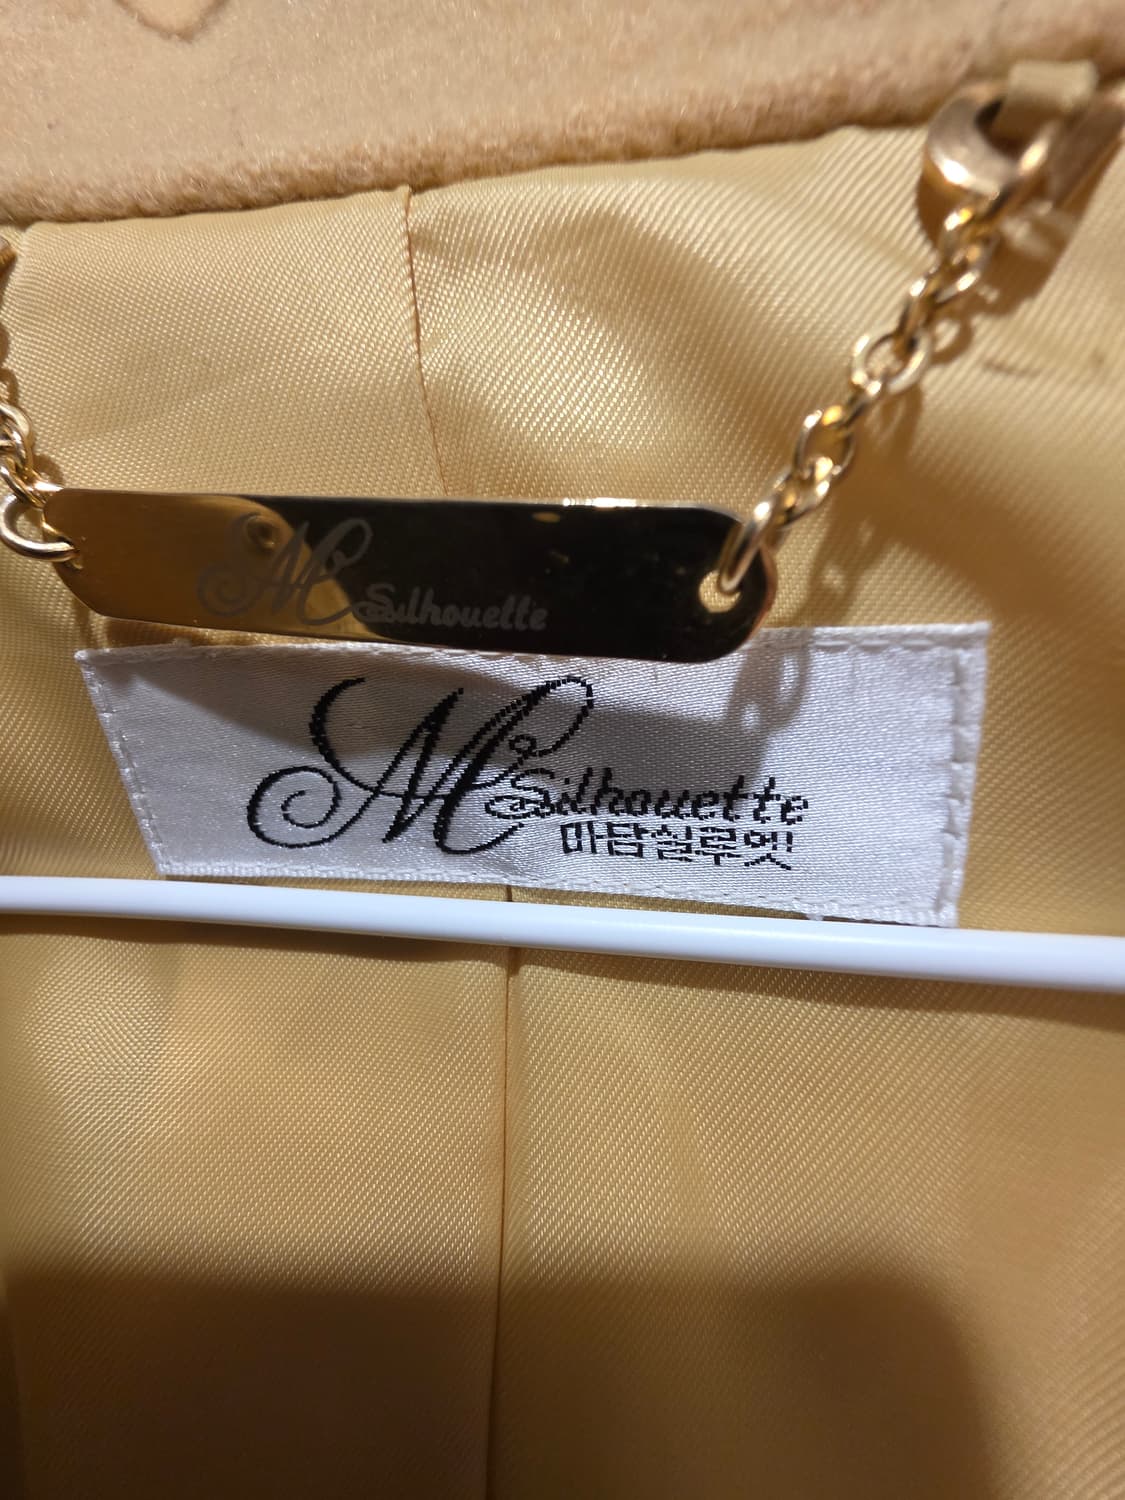 M Silhouette
M Silhouette
마담실루엣